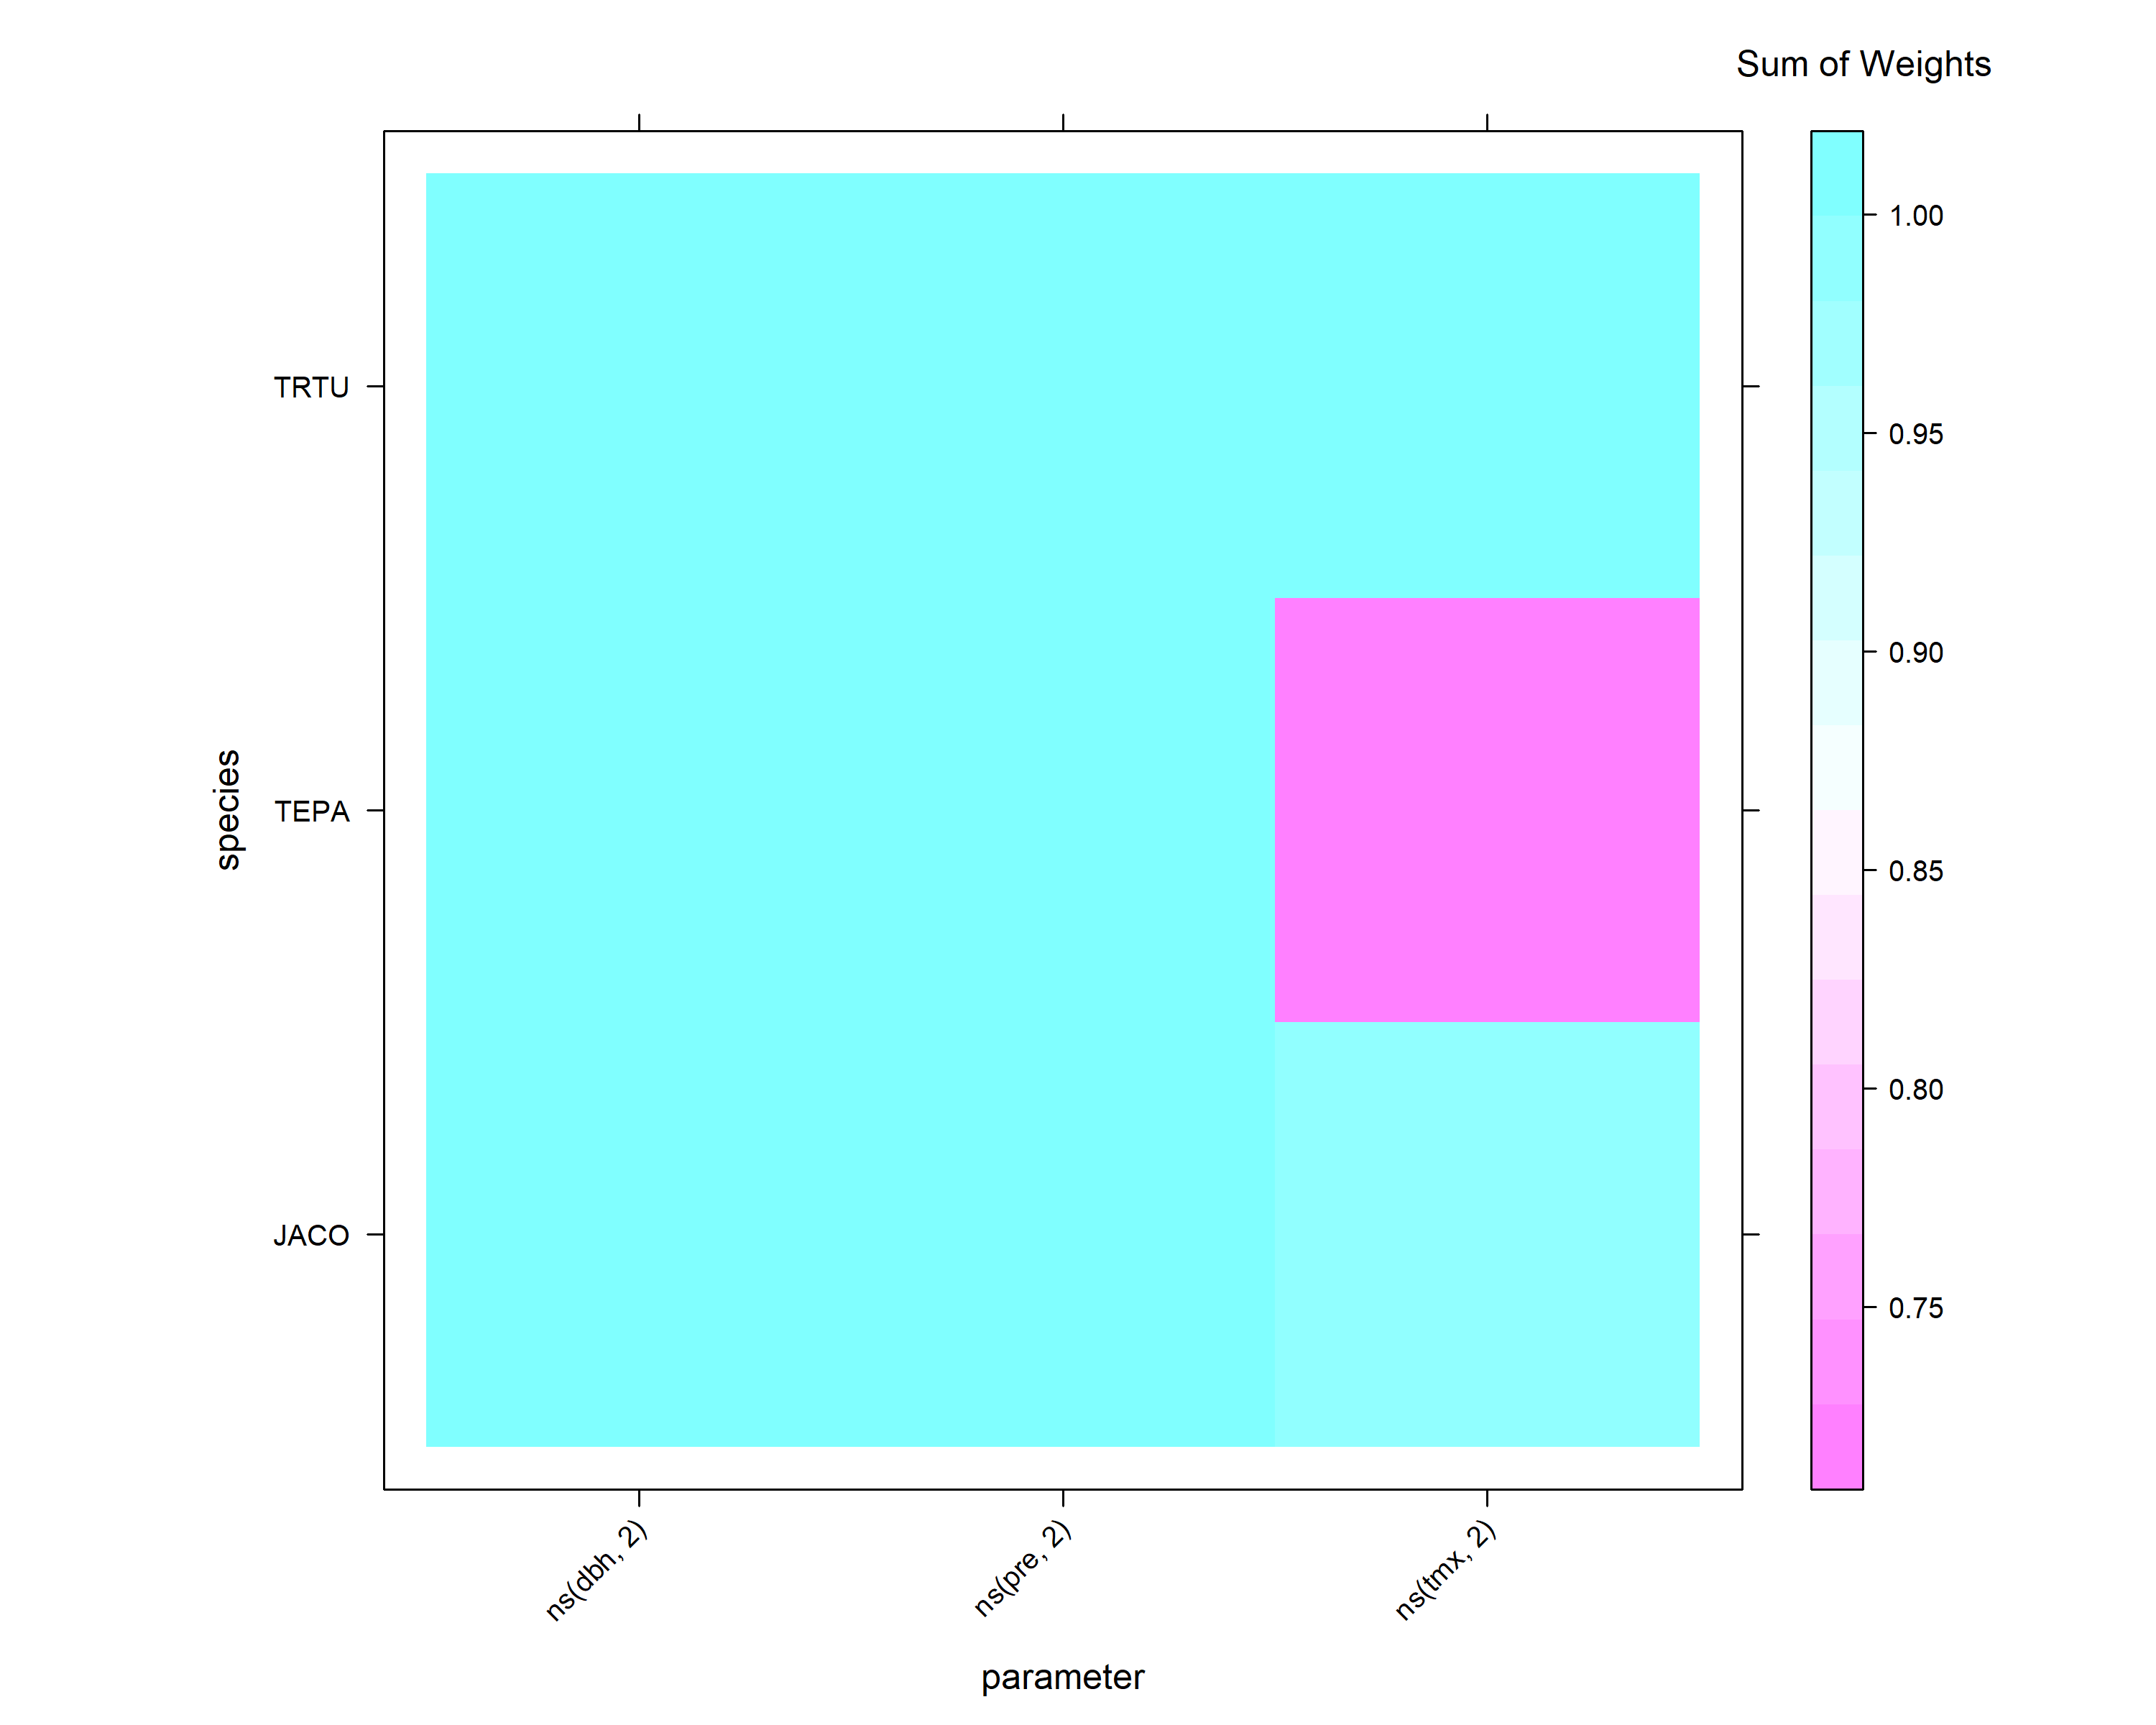 Sum of Weights
1.00
0.95
0.90
0.85
0.80
0.75
species
TRTU
TEPA
JACO
ns(dbh, 2)
ns(pre, 2)
ns(tmx, 2)
parameter